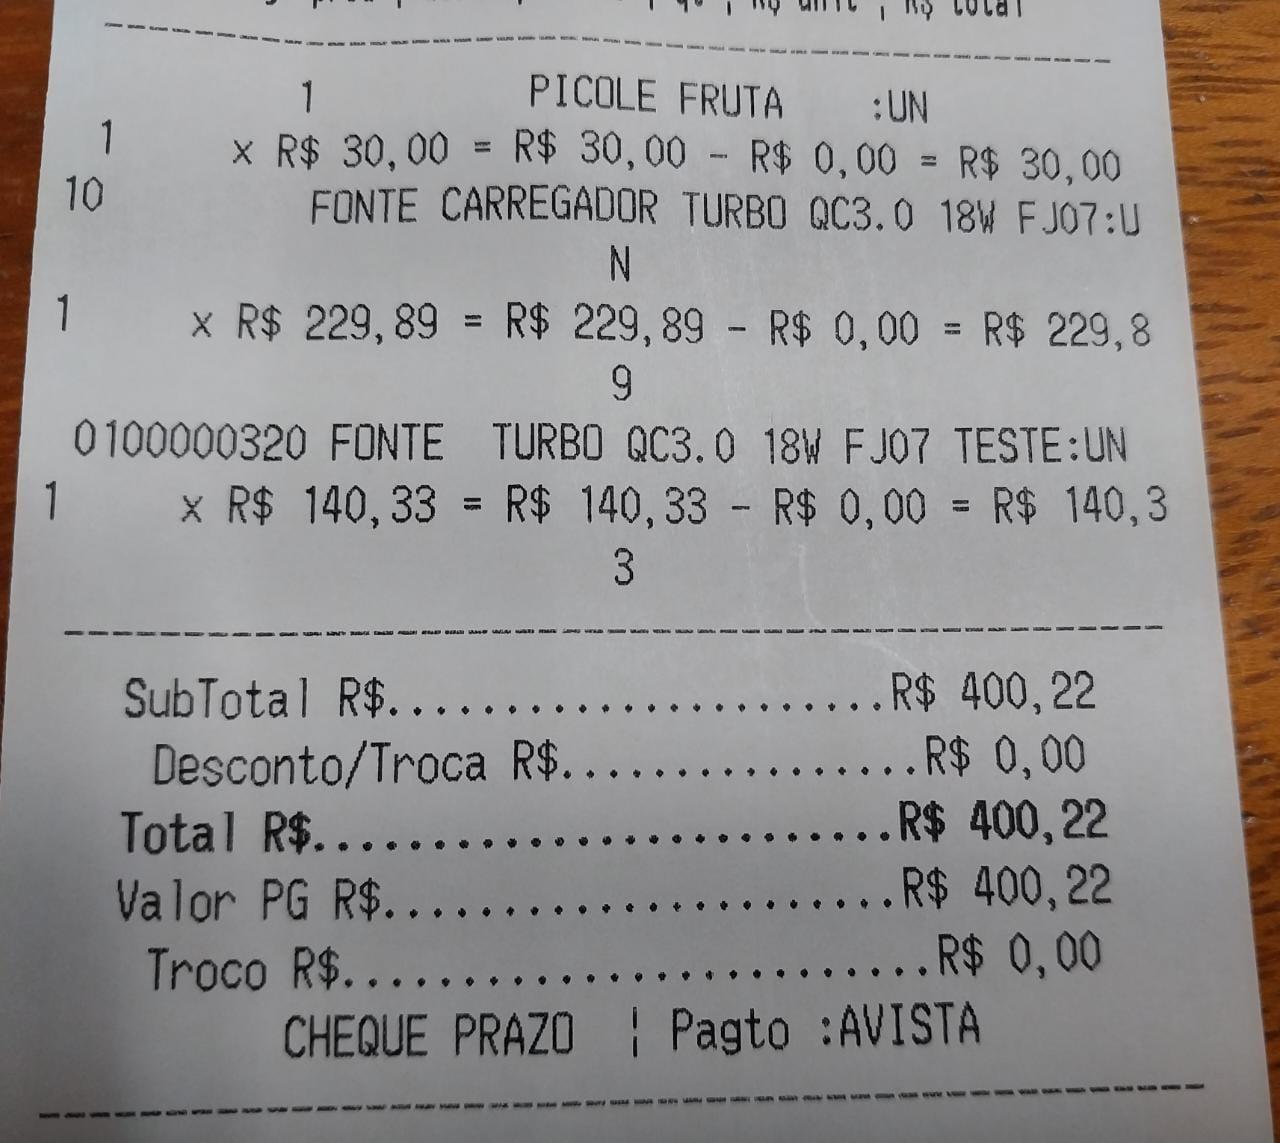 R$ unit | R$ total
1 PICOLE FRUTA :UN
1 x R$ 30,00 = R$ 30,00 - R$ 0,00 = R$ 30,00
10 FONTE CARREGADOR TURBO QC3.0 18W FJ07:U
N
1 x R$ 229,89 = R$ 229,89 - R$ 0,00 = R$ 229,8
9
0100000320 FONTE TURBO QC3.0 18W FJ07 TESTE:UN
1 x R$ 140,33 = R$ 140,33 - R$ 0,00 = R$ 140,3
3
SubTotal R$.....................R$ 400,22
Desconto/Troca R$...............R$ 0,00
Total R$........................R$ 400,22
Valor PG R$.....................R$ 400,22
Troco R$........................R$ 0,00
CHEQUE PRAZO | Pagto :AVISTA